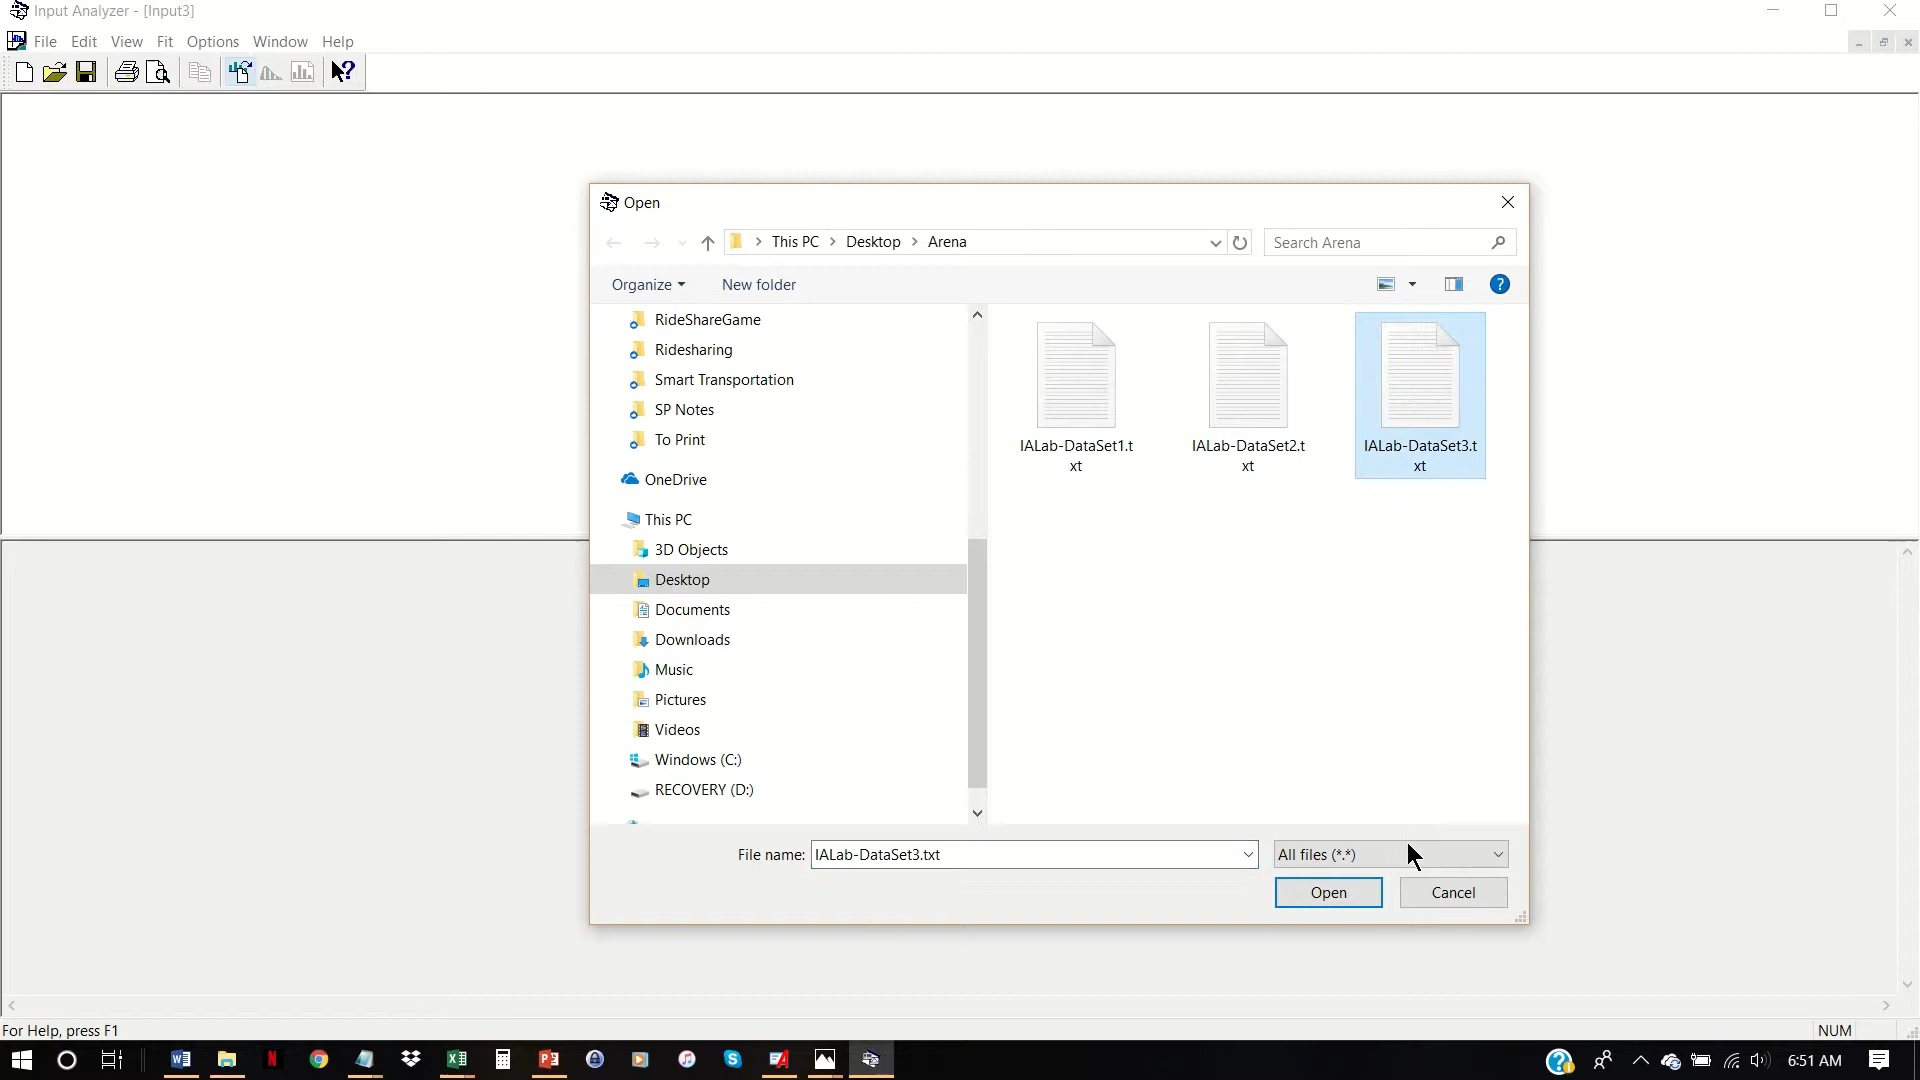 Input Analyzer - [Input3]
File Edit View Fit Options Window Help
Open
This PC > Desktop > Arena
Search Arena
Organize New folder
RideShareGame
Ridesharing
Smart Transportation
SP Notes
To Print
OneDrive
This PC
3D Objects
Desktop
Documents
Downloads
Music
Pictures
Videos
Windows (C:)
RECOVERY (D:)
IALab-DataSet1.t
xt
IALab-DataSet2.t
xt
IALab-DataSet3.t
xt
File name: IALab-DataSet3.txt All files (*.*)
Open Cancel
For Help, press F1 NUM
6:51 AM